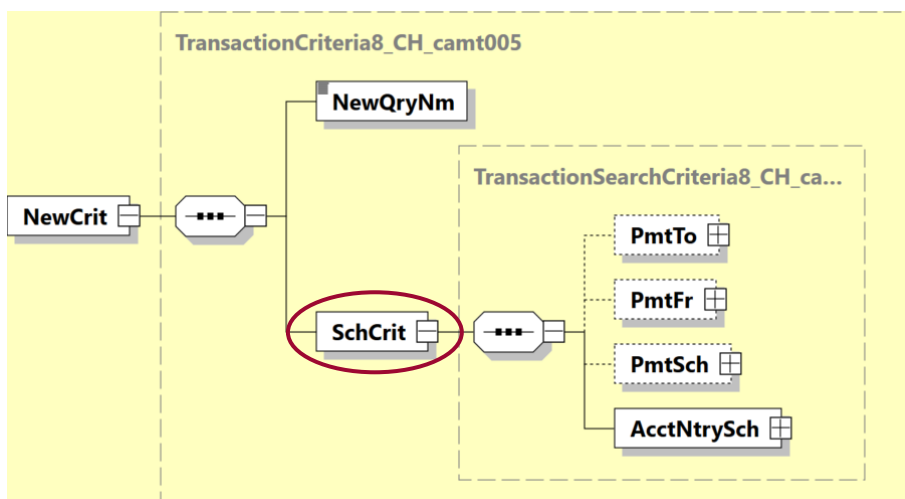 TransactionCriteria8_CH_camt005
NewQryNm
TransactionSearchCriteria8_CH_ca...
NewCrit
PmtTo
PmtFr
SchCrit
PmtSch
AcctNtrySch